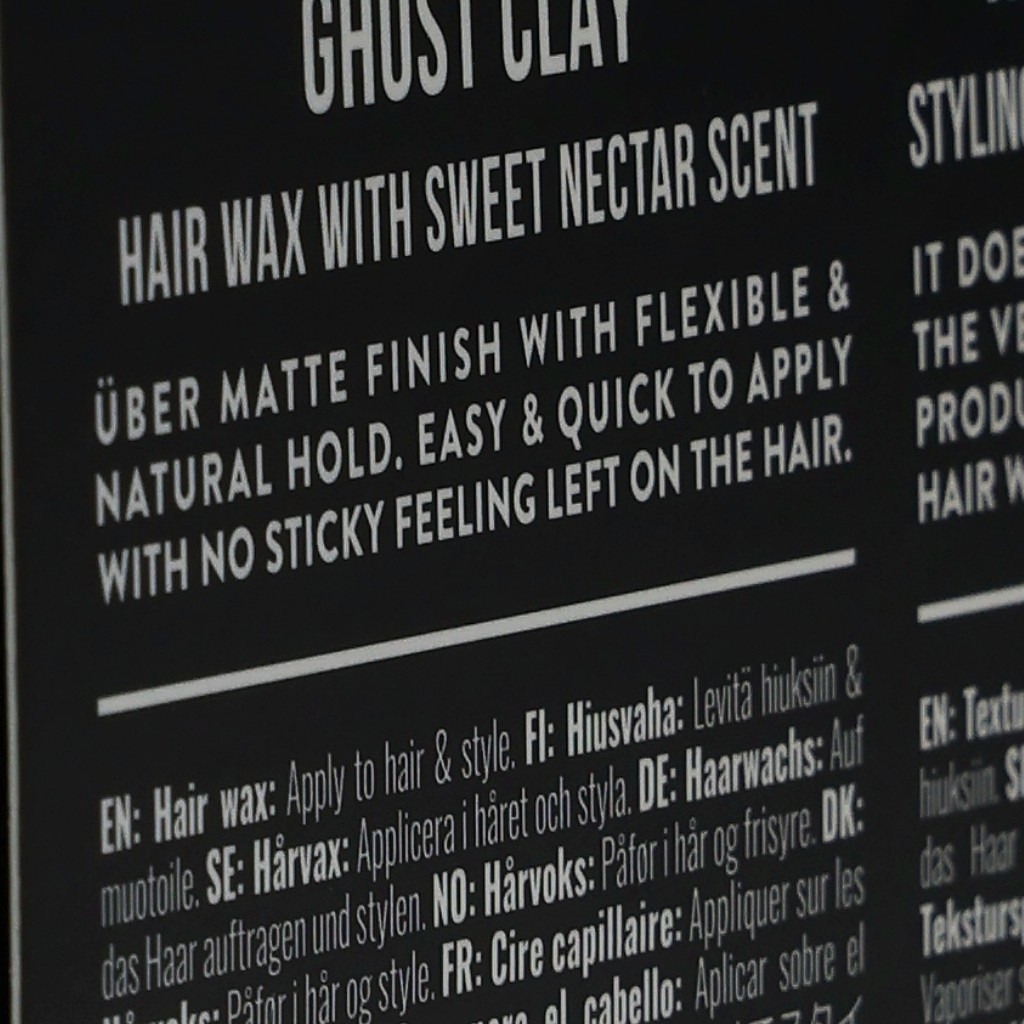 GHOST CLAY
HAIR WAX WITH SWEET NECTAR SCENT
ÜBER MATTE FINISH WITH FLEXIBLE &
NATURAL HOLD. EASY & QUICK TO APPLY
WITH NO STICKY FEELING LEFT ON THE HAIR.
EN: Hair wax: Apply to hair & style. FI: Hiusvaha: Levitä hiuksiin &
muotoile. SE: Hårvax: Applicera i håret och styla. DE: Haarwachs: Auf
das Haar auftragen und stylen. NO: Hårvoks: Påfør i hår og frisyre. DK:
Hårvoks: Påfør i hår og style. FR: Cire capillaire: Appliquer sur les
el cabello: Aplicar sobre el
STYLIN
IT DOE
THE VE
PRODU
HAIR W
EN: Textu
hiuksiin. S
das Haar
Tekstursp
Vaporiser s